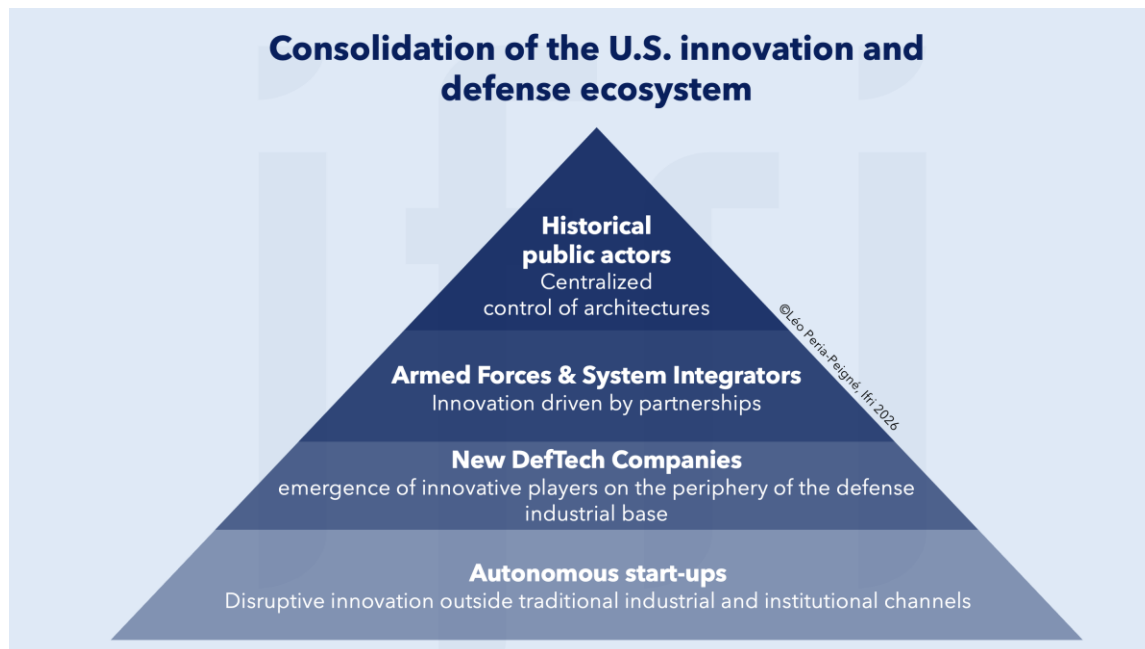 Consolidation of the U.S. innovation and
defense ecosystem
Historical
public actors
Centralized
control of architectures
©Léo Peria-Peigné, Ifri 2026
Armed Forces & System Integrators
Innovation driven by partnerships
New DefTech Companies
emergence of innovative players on the periphery of the defense
industrial base
Autonomous start-ups
Disruptive innovation outside traditional industrial and institutional channels
ifri